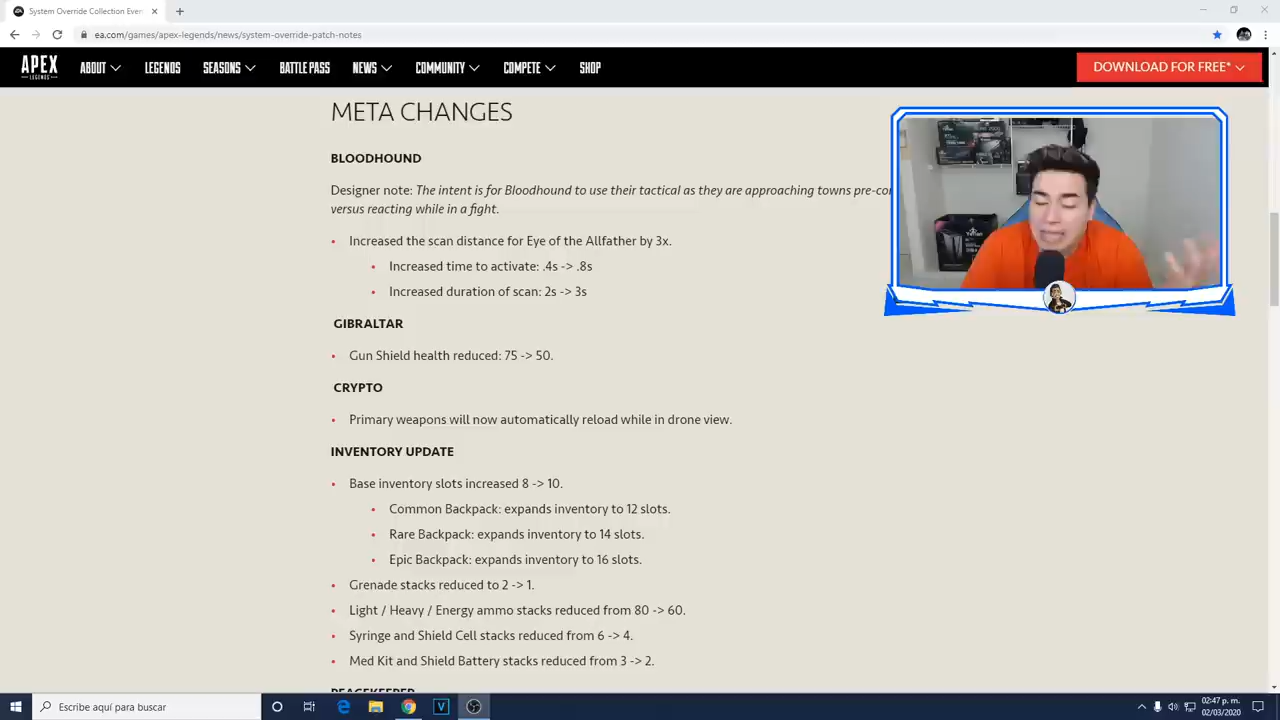 System Override Collection Even
ea.com/games/apex-legends/news/system-override-patch-notes
APEX
LEGENDS
ABOUT
LEGENDS
SEASONS
BATTLE PASS
NEWS
COMMUNITY
COMPETE
SHOP
DOWNLOAD FOR FREE*
META CHANGES
BLOODHOUND
Designer note: The intent is for Bloodhound to use their tactical as they are approaching towns pre-co
versus reacting while in a fight.
• Increased the scan distance for Eye of the Allfather by 3x.
• Increased time to activate: .4s -> .8s
• Increased duration of scan: 2s -> 3s
GIBRALTAR
• Gun Shield health reduced: 75 -> 50.
CRYPTO
• Primary weapons will now automatically reload while in drone view.
INVENTORY UPDATE
• Base inventory slots increased 8 -> 10.
• Common Backpack: expands inventory to 12 slots.
• Rare Backpack: expands inventory to 14 slots.
• Epic Backpack: expands inventory to 16 slots.
• Grenade stacks reduced to 2 -> 1.
• Light / Heavy / Energy ammo stacks reduced from 80 -> 60.
• Syringe and Shield Cell stacks reduced from 6 -> 4.
• Med Kit and Shield Battery stacks reduced from 3 -> 2.
PEACEKEEPER
Escribe aquí para buscar
02:47 p. m.
02/03/2020